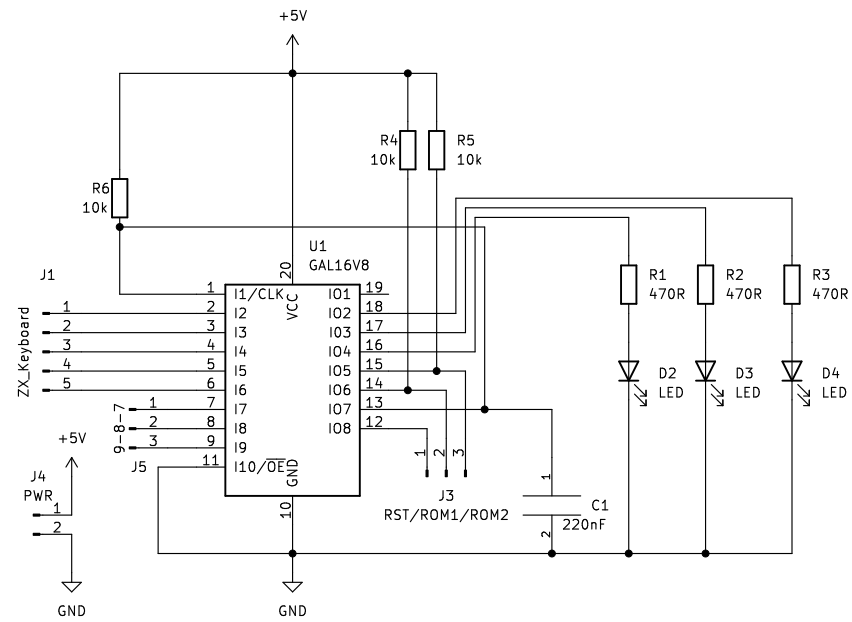 +5V
R4
10k
R5
10k
R6
10k
U1
GAL16V8
R1
470R
R2
470R
R3
470R
J1
ZX_Keyboard
1
2
3
4
5
20
VCC
1 I1/CLK IO1 19
2 I2 IO2 18
3 I3 IO3 17
4 I4 IO4 16
5 I5 IO5 15
6 I6 IO6 14
7 I7 IO7 13
8 I8 IO8 12
9 I9
11 I10/OE
GND
10
D2
LED
D3
LED
D4
LED
9-8-7
1
2
3
J5
+5V
J4
PWR
1
2
GND
1
2
3
J3
RST/ROM1/ROM2
1
C1
220nF
2
GND